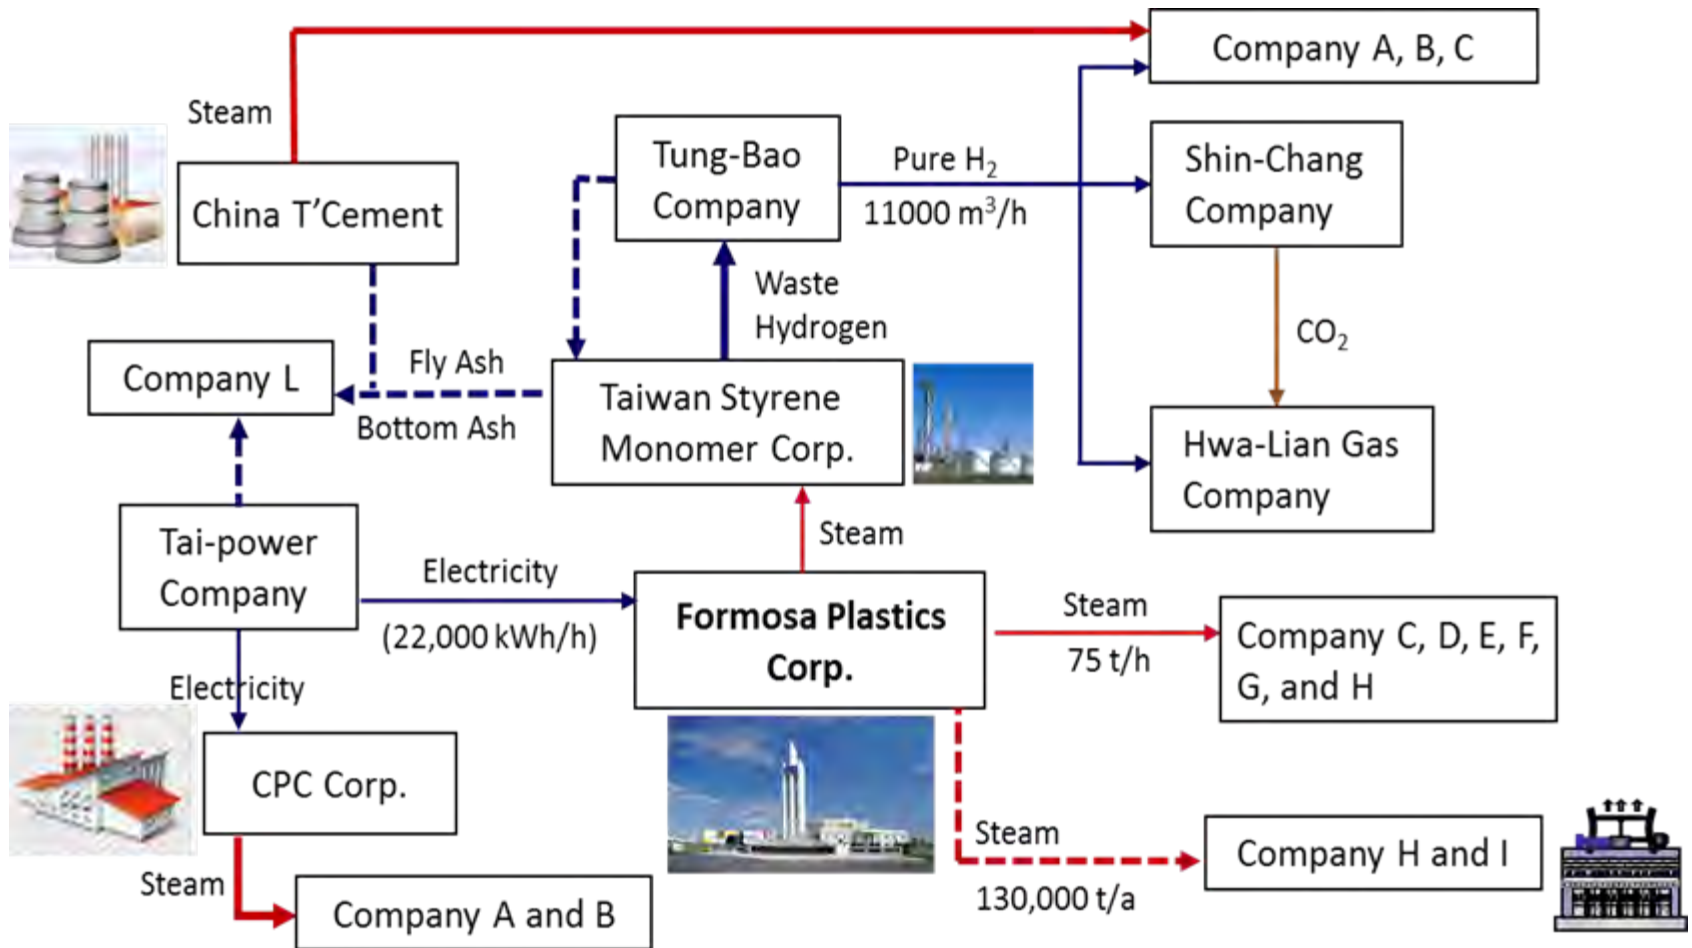 Company A, B, C
Steam
Tung-Bao
Company
Pure H₂
11000 m³/h
Shin-Chang
Company
China T'Cement
Waste
Hydrogen
CO₂
Company L
Fly Ash
Bottom Ash
Taiwan Styrene
Monomer Corp.
Hwa-Lian Gas
Company
Tai-power
Company
Steam
Electricity
(22,000 kWh/h)
Formosa Plastics
Corp.
Steam
75 t/h
Company C, D, E, F,
G, and H
Electricity
CPC Corp.
Steam
130,000 t/a
Company H and I
Steam
Company A and B